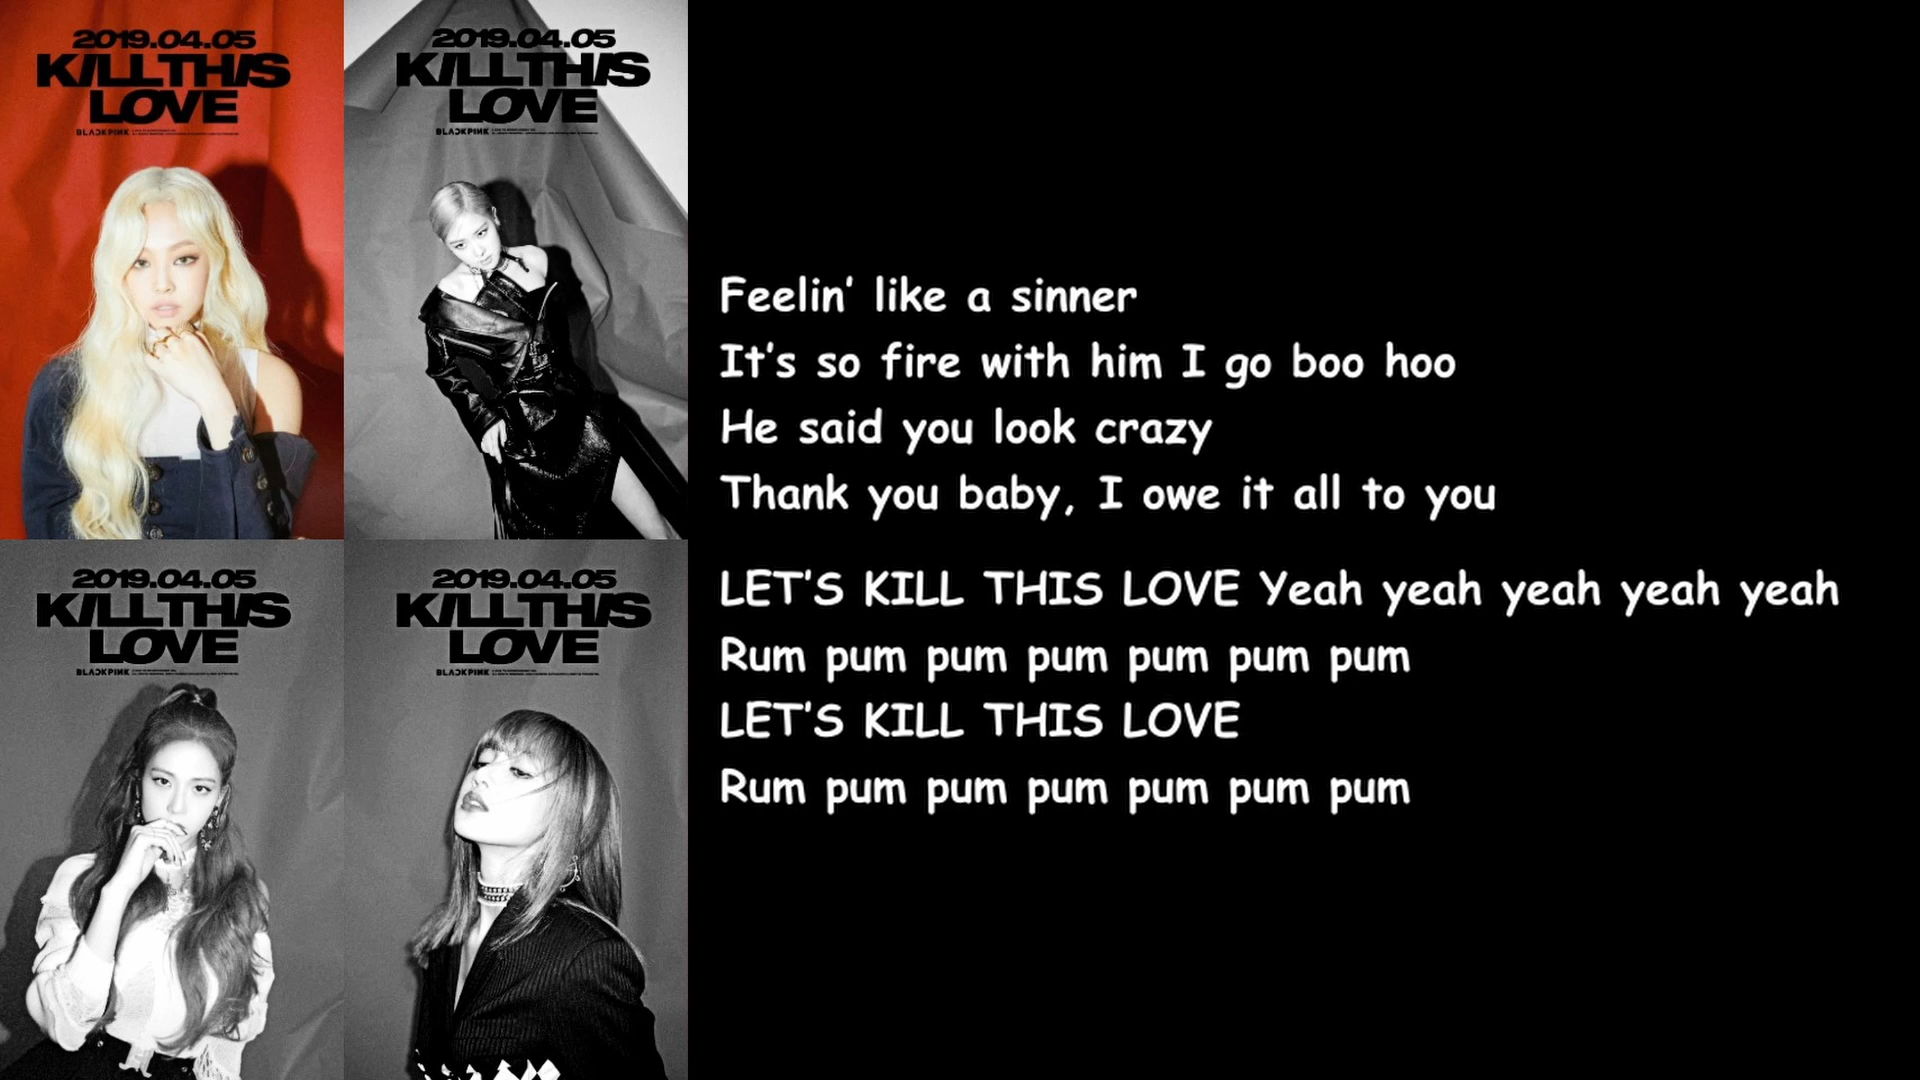 2019.04.05
KILL THIS
LOVE
BLACKPINK
2019.04.05
KILL THIS
LOVE
BLACKPINK
Feelin' like a sinner
It's so fire with him I go boo hoo
He said you look crazy
Thank you baby, I owe it all to you
LET'S KILL THIS LOVE Yeah yeah yeah yeah yeah
Rum pum pum pum pum pum pum
LET'S KILL THIS LOVE
Rum pum pum pum pum pum pum
2019.04.05
KILL THIS
LOVE
BLACKPINK
2019.04.05
KILL THIS
LOVE
BLACKPINK